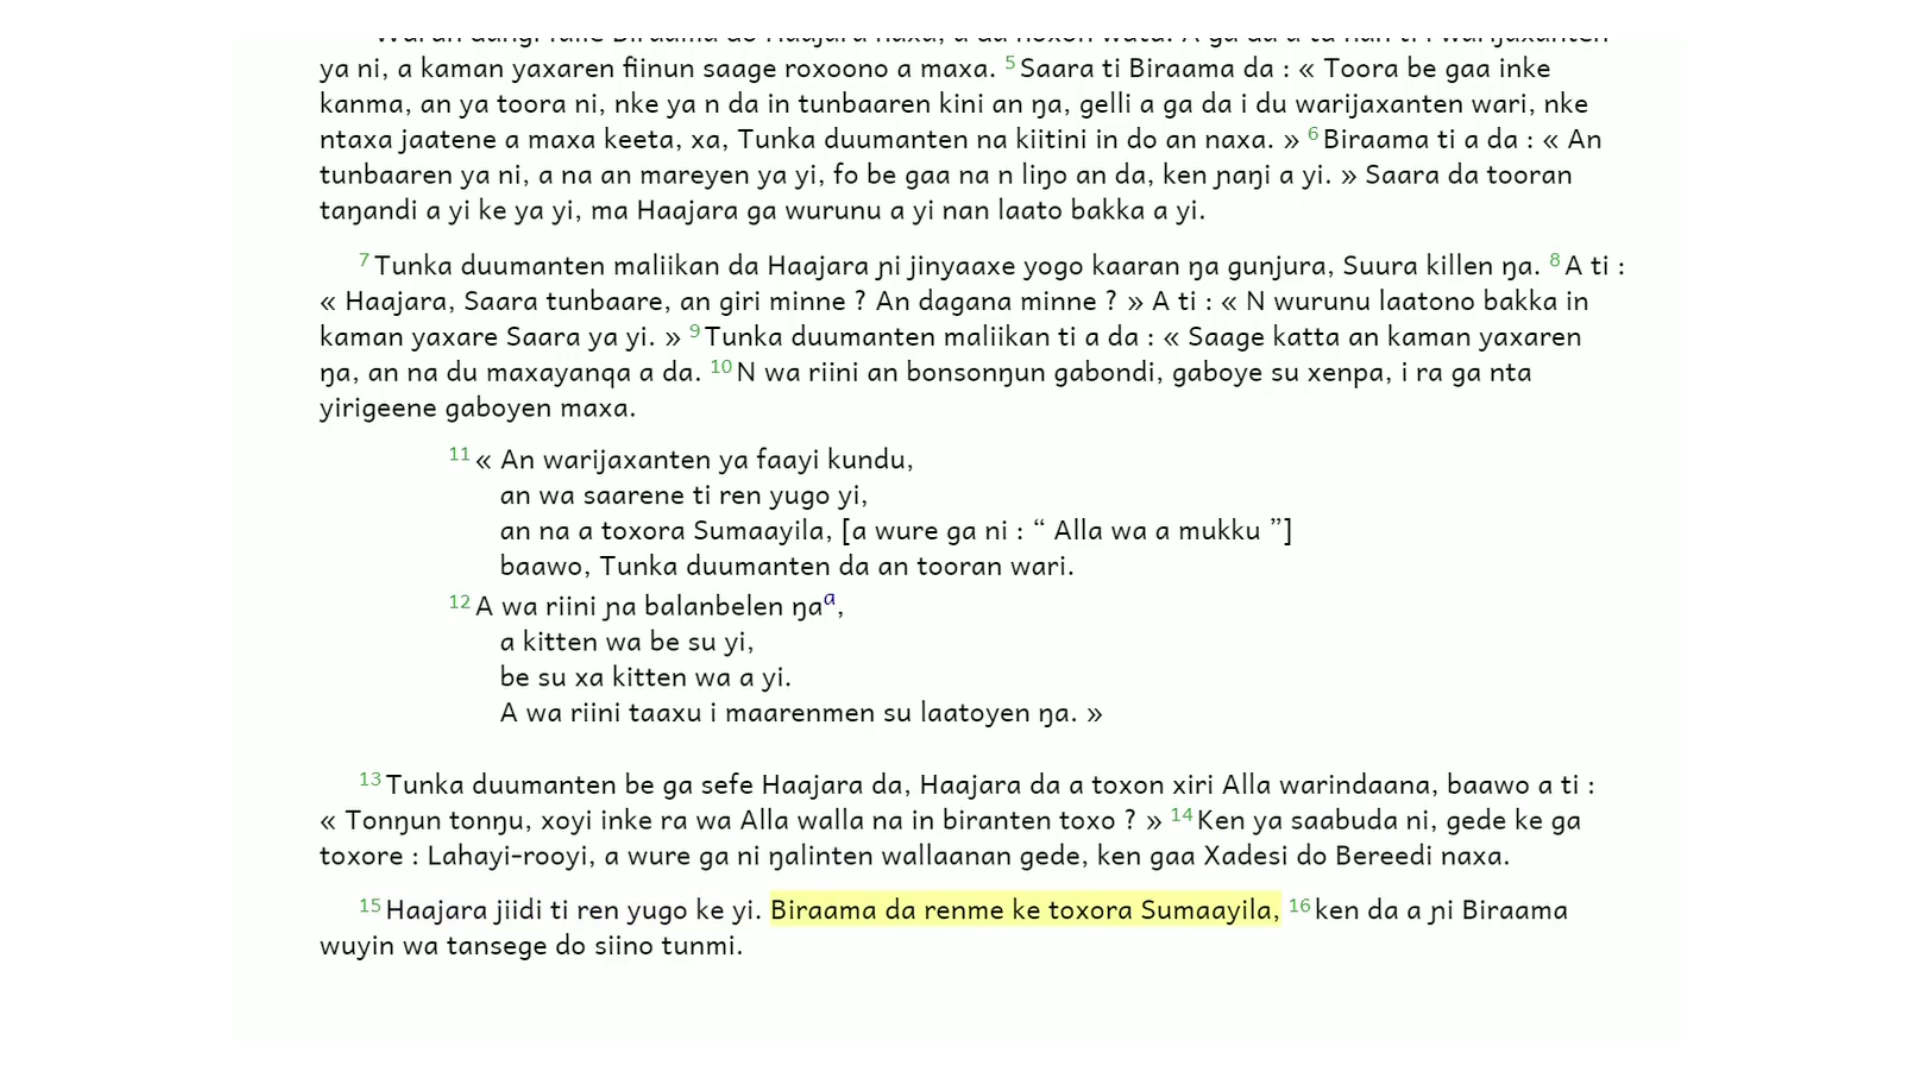 ya ni, a kaman yaxaren fiinun saage roxoono a maxa. 5 Saara ti Biraama da : « Toora be gaa inke
kanma, an ya toora ni, nke ya n da in tunbaaren kini an ŋa, gelli a ga da i du warijaxanten wari, nke
ntaxa jaatene a maxa keeta, xa, Tunka duumanten na kiitini in do an naxa. » 6 Biraama ti a da : « An
tunbaaren ya ni, a na an mareyen ya yi, fo be gaa na n liŋo an da, ken ɲaŋi a yi. » Saara da tooran
taŋandi a yi ke ya yi, ma Haajara ga wurunu a yi nan laato bakka a yi.
7 Tunka duumanten maliikan da Haajara ɲi jinyaaxe yogo kaaran ŋa gunjura, Suura killen ŋa. 8 A ti :
« Haajara, Saara tunbaare, an giri minne ? An dagana minne ? » A ti : « N wurunu laatono bakka in
kaman yaxare Saara ya yi. » 9 Tunka duumanten maliikan ti a da : « Saage katta an kaman yaxaren
ŋa, an na du maxayanqa a da. 10 N wa riini an bonsonŋun gabondi, gaboye su xenpa, i ra ga nta
yirigeene gaboyen maxa.
11 « An warijaxanten ya faayi kundu,
an wa saarene ti ren yugo yi,
an na a toxora Sumaayila, [a wure ga ni : “ Alla wa a mukku ”]
baawo, Tunka duumanten da an tooran wari.
12 A wa riini ɲa balanbelen ŋaa,
a kitten wa be su yi,
be su xa kitten wa a yi.
A wa riini taaxu i maarenmen su laatoyen ŋa. »
13 Tunka duumanten be ga sefe Haajara da, Haajara da a toxon xiri Alla warindaana, baawo a ti :
« Tonŋun tonŋu, xoyi inke ra wa Alla walla na in biranten toxo ? » 14 Ken ya saabuda ni, gede ke ga
toxore : Lahayi-rooyi, a wure ga ni ŋalinten wallaanan gede, ken gaa Xadesi do Bereedi naxa.
15 Haajara jiidi ti ren yugo ke yi. Biraama da renme ke toxora Sumaayila, 16 ken da a ɲi Biraama
wuyin wa tansege do siino tunmi.